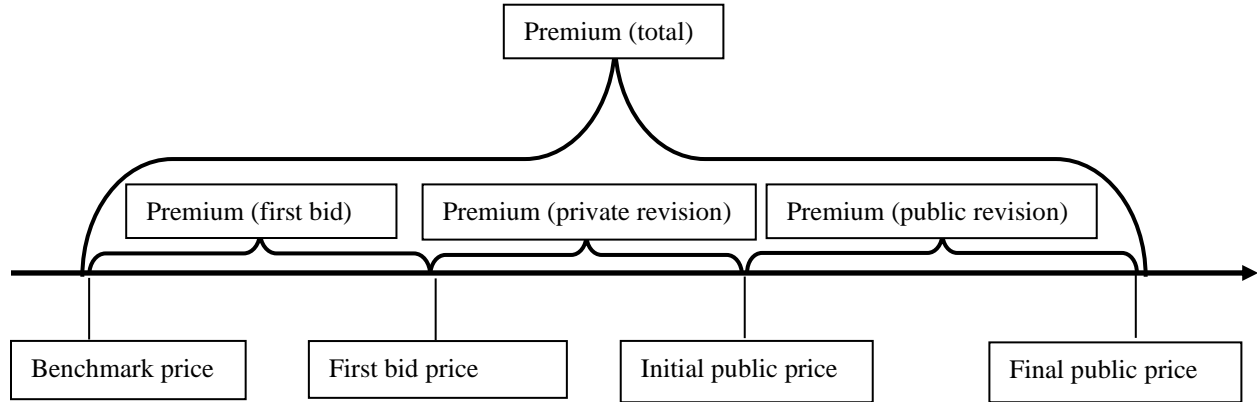 Premium (total)
Premium (first bid)
Premium (private revision)
Premium (public revision)
Benchmark price
First bid price
Initial public price
Final public price